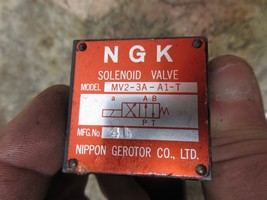 NGK
SOLENOID VALVE
MODEL MV2-3A-A1-T
a A B
P T
MFG.No
NIPPON GEROTOR CO., LTD.